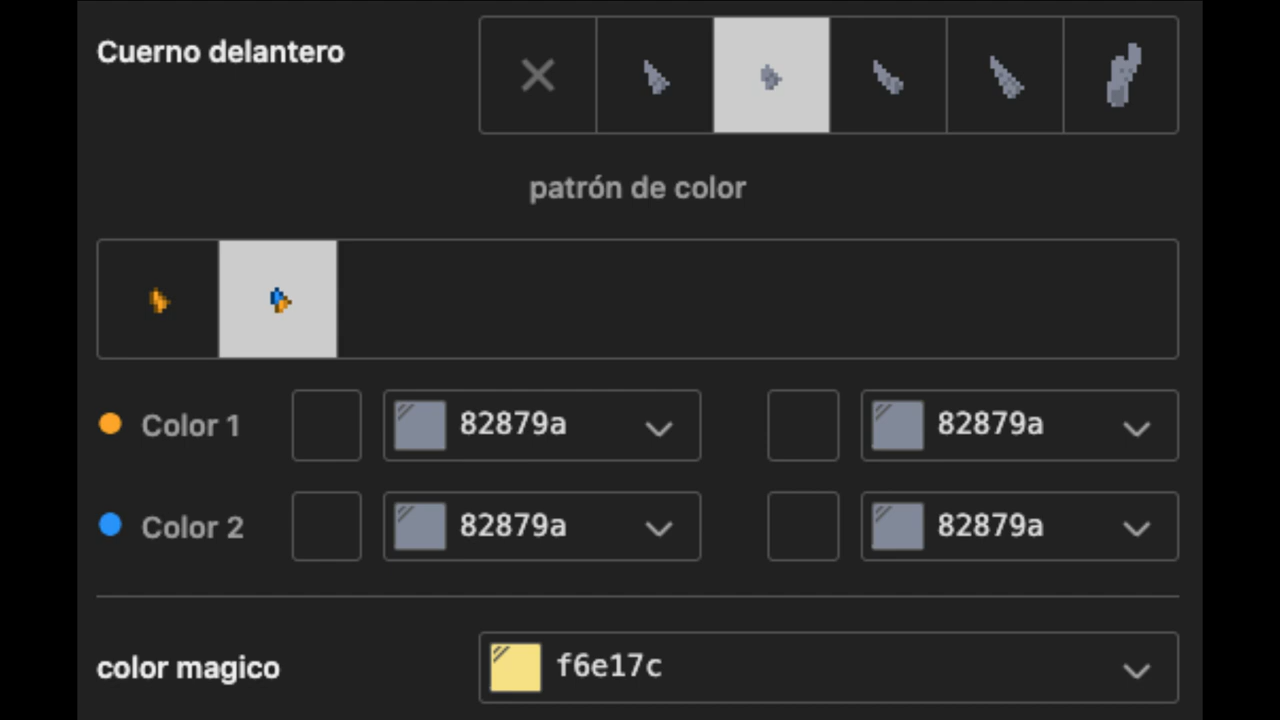 Cuerno delantero
patrón de color
Color 1 82879a 82879a
Color 2 82879a 82879a
color magico f6e17c